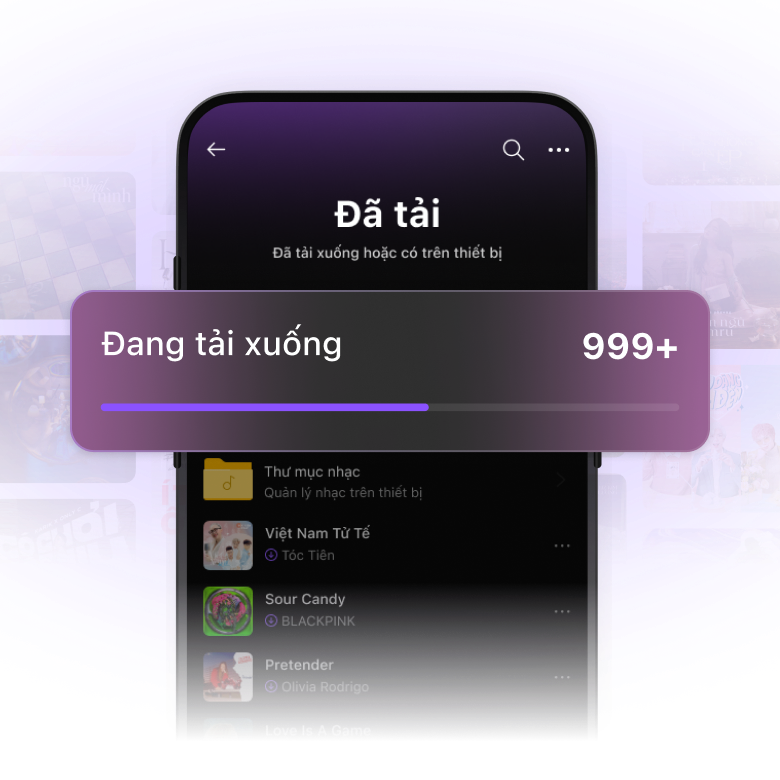 Đã tải
Đã tải xuống hoặc có trên thiết bị
Đang tải xuống 999+
Thư mục nhạc
Quản lý nhạc trên thiết bị
Việt Nam Tử Tế
Tóc Tiên
Sour Candy
BLACKPINK
Pretender
Olivia Rodrigo
Love Is A Game